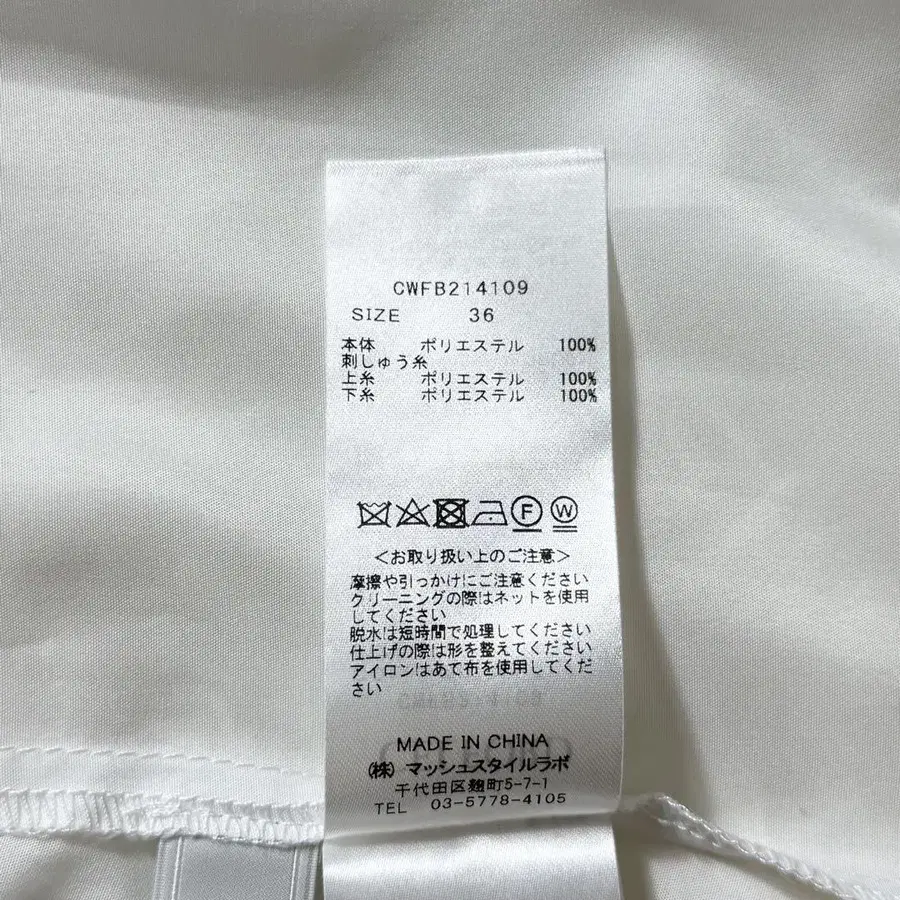 CWFB214109
SIZE 36
本体 ポリエステル 100%
刺しゅう糸
上糸 ポリエステル 100%
下糸 ポリエステル 100%
F W
<お取り扱い上のご注意>
摩擦や引っかけにご注意ください
クリーニングの際はネットを使用
してください
脱水は短時間で処理してください
仕上げの際は形を整えてください
アイロンはあて布を使用してくだ
さい
MADE IN CHINA
(株) マッシュスタイルラボ
千代田区麹町5-7-1
TEL 03-5778-4105